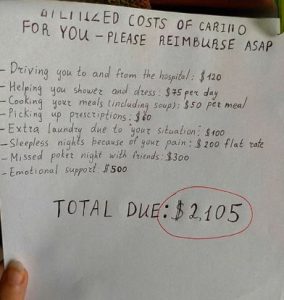 COSTS OF CARING
FOR YOU - PLEASE REIMBURSE ASAP
- Driving you to and from the hospital: $120
- Helping you shower and dress: $75 per day
- Cooking your meals (including soup): $50 per meal
- Picking up prescriptions: $60
- Extra laundry due to your situation: $100
- Sleepless nights because of your pain: $200 flat rate
- Missed poker night with friends: $300
- Emotional support: $500
TOTAL DUE: $2,105